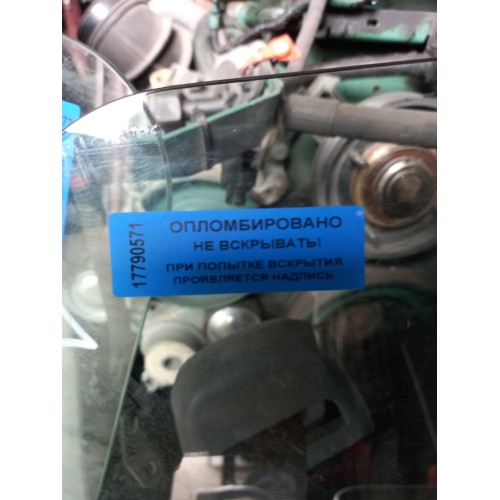 17790571
ОПЛОМБИРОВАНО
НЕ ВСКРЫВАТЬ!
ПРИ ПОПЫТКЕ ВСКРЫТИЯ
ПРОЯВЛЯЕТСЯ НАДПИСЬ